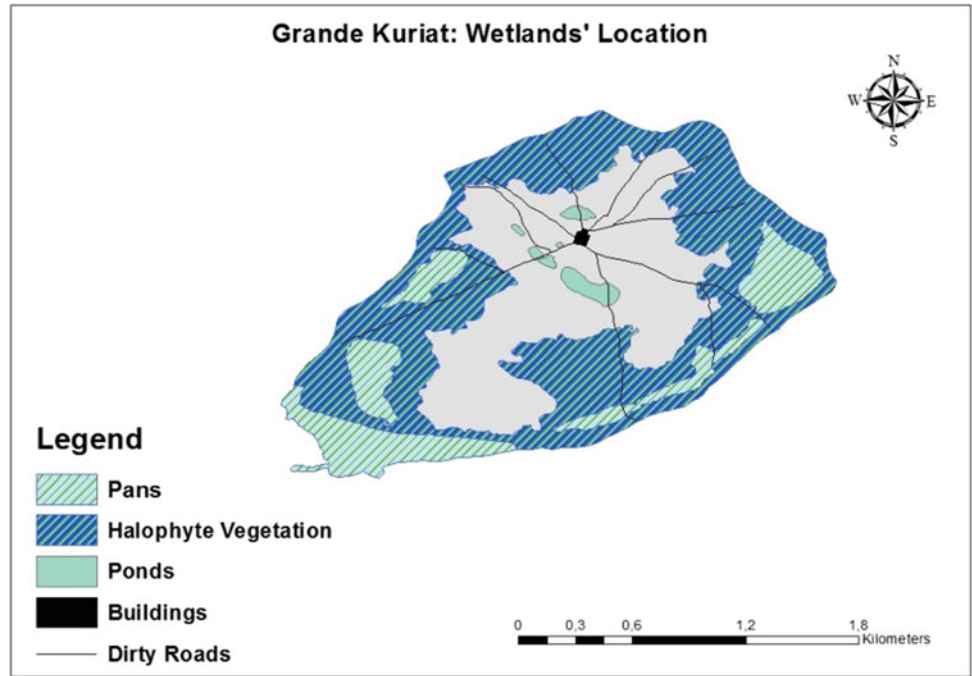 Grande Kuriat: Wetlands' Location
N
W E
S
Legend
Pans
Halophyte Vegetation
Ponds
Buildings
Dirty Roads
0 0,3 0,6 1,2 1,8
Kilometers